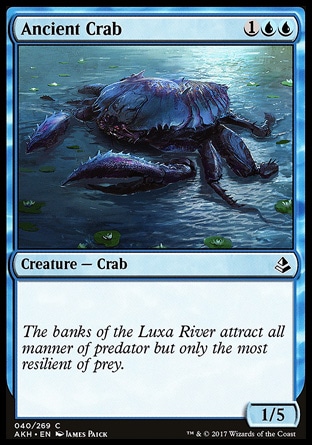 Ancient Crab 1
Creature — Crab
The banks of the Luxa River attract all
manner of predator but only the most
resilient of prey.
1/5
040/269 C
AKH • EN JAMES PAICK ™ & © 2017 Wizards of the Coast